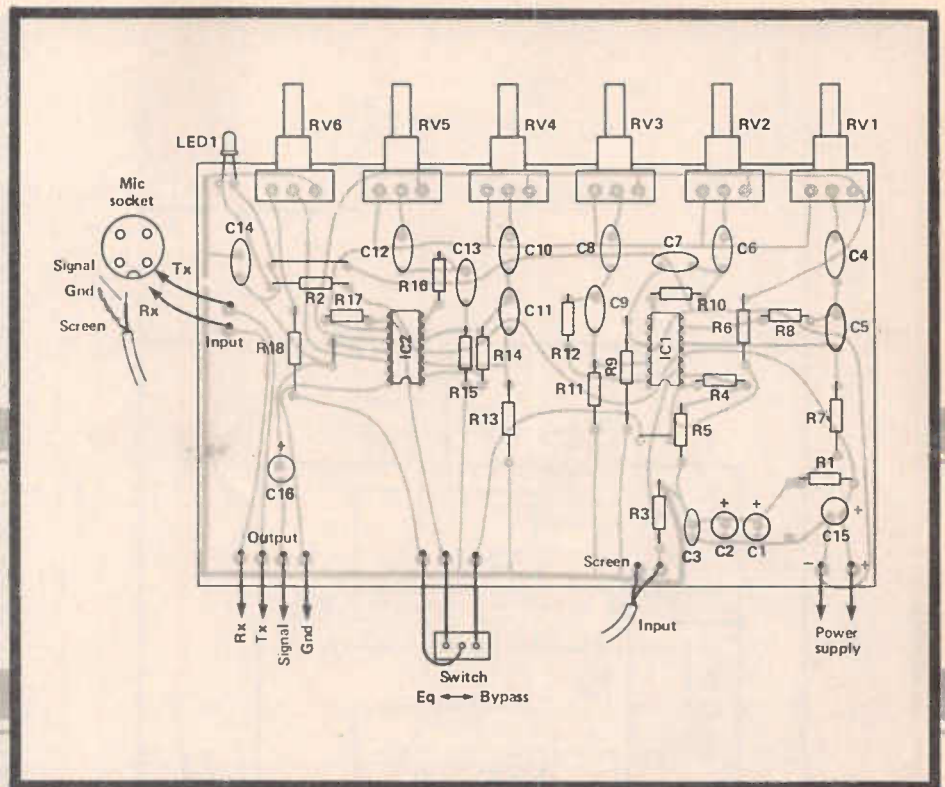 RV6
RV5
RV4
RV3
RV2
RV1
LED1
Mic
socket
C14
C12
C13
C10
C8
C7
C6
C4
Signal
Tx
Gnd
Rx
Screen
Input
R2
R16
R17
R18
IC2
C11
C9
R12
R10
R6
R8
C5
R15
R14
R11
R9
IC1
R4
R13
R5
R7
R1
+
C16
R3
C3
+
C2
+
C1
+
C15
Output
Screen
Input
-
+
Rx
Tx
Signal
Gnd
Power
supply
Switch
Eq ↔ Bypass